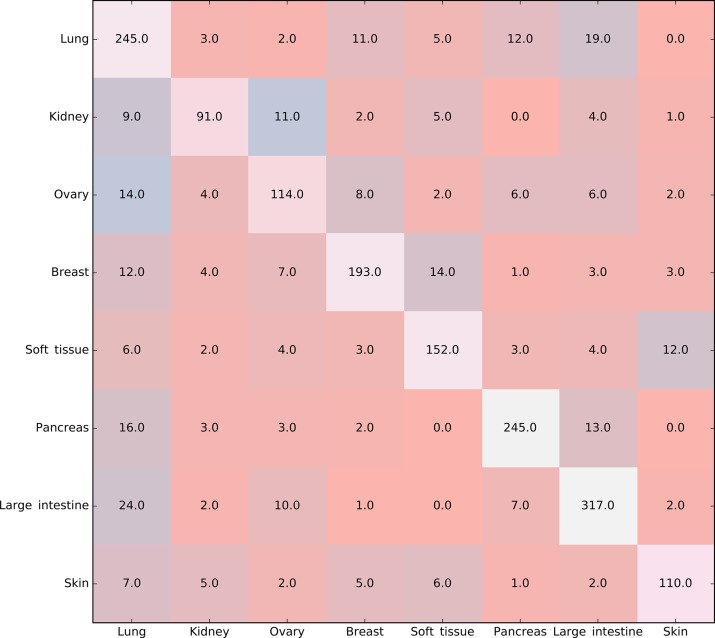 Lung 245.0 3.0 2.0 11.0 5.0 12.0 19.0 0.0
Kidney 9.0 91.0 11.0 2.0 5.0 0.0 4.0 1.0
Ovary 14.0 4.0 114.0 8.0 2.0 6.0 6.0 2.0
Breast 12.0 4.0 7.0 193.0 14.0 1.0 3.0 3.0
Soft tissue 6.0 2.0 4.0 3.0 152.0 3.0 4.0 12.0
Pancreas 16.0 3.0 3.0 2.0 0.0 245.0 13.0 0.0
Large intestine 24.0 2.0 10.0 1.0 0.0 7.0 317.0 2.0
Skin 7.0 5.0 2.0 5.0 6.0 1.0 2.0 110.0
Lung Kidney Ovary Breast Soft tissue Pancreas Large intestine Skin